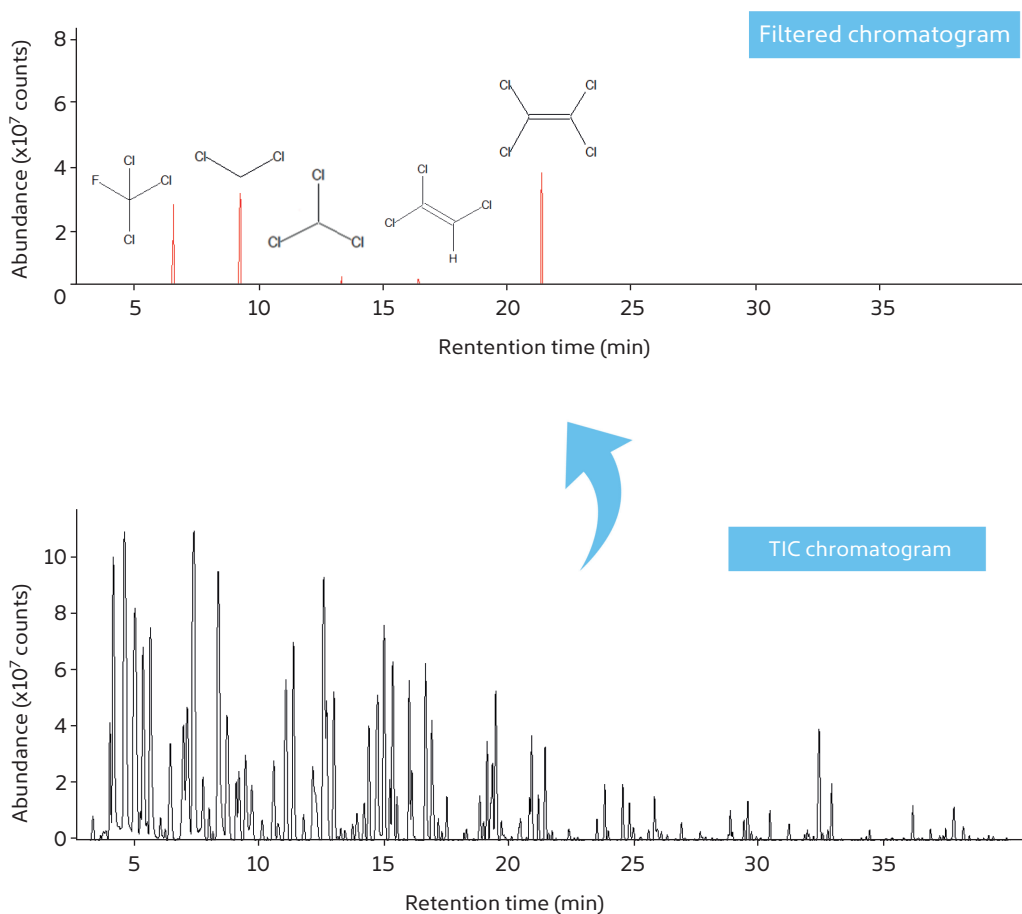 Filtered chromatogram
Abundance (x10⁷ counts)
8
6
4
2
0
F
Cl
Cl
Cl
Cl
Cl
Cl
Cl
Cl
Cl
Cl
Cl
H
Cl
Cl
Cl
Cl
5
10
15
20
25
30
35
Rentention time (min)
TIC chromatogram
Abundance (x10⁷ counts)
10
8
6
4
2
0
5
10
15
20
25
30
35
Retention time (min)